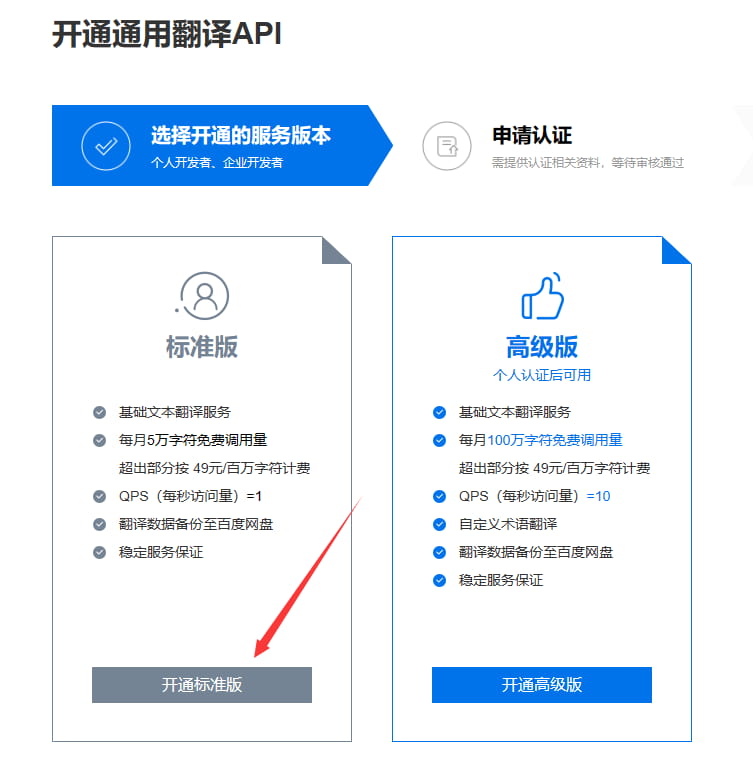 开通通用翻译API
选择开通的服务版本
个人开发者、企业开发者
申请认证
需提供认证相关资料，等待审核通过
标准版
基础文本翻译服务
每月5万字符免费调用量
超出部分按 49元/百万字符计费
QPS（每秒访问量）=1
翻译数据备份至百度网盘
稳定服务保证
开通标准版
高级版
个人认证后可用
基础文本翻译服务
每月100万字符免费调用量
超出部分按 49元/百万字符计费
QPS（每秒访问量）=10
自定义术语翻译
翻译数据备份至百度网盘
稳定服务保证
开通高级版